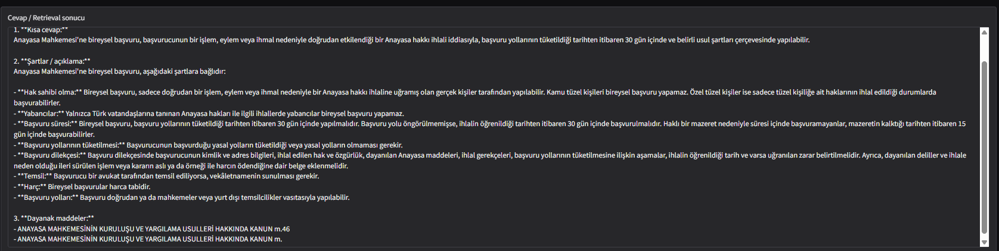 Cevap / Retrieval sonucu
1. **Kısa cevap:**
Anayasa Mahkemesi'ne bireysel başvuru, başvurucunun bir işlem, eylem veya ihmal nedeniyle doğrudan etkilendiği bir Anayasa hakkı ihlali iddiasıyla, başvuru yollarının tüketildiği tarihten itibaren 30 gün içinde ve belirli usul şartları çerçevesinde yapılabilir.
2. **Şartlar / açıklama:**
Anayasa Mahkemesi'ne bireysel başvuru, aşağıdaki şartlara bağlıdır:
- **Hak sahibi olma:** Bireysel başvuru, sadece doğrudan bir işlem, eylem veya ihmal nedeniyle bir Anayasa hakkı ihlaline uğramış olan gerçek kişiler tarafından yapılabilir. Kamu tüzel kişileri bireysel başvuru yapamaz. Özel tüzel kişiler ise sadece tüzel kişiliğe ait haklarının ihlal edildiği durumlarda
başvurabilirler.
- **Yabancılar:** Yalnızca Türk vatandaşlarına tanınan Anayasa hakları ile ilgili ihlallerde yabancılar bireysel başvuru yapamaz.
- **Başvuru süresi:** Bireysel başvuru, başvuru yollarının tüketildiği tarihten itibaren 30 gün içinde yapılmalıdır. Başvuru yolu öngörülmemişse, ihlalin öğrenildiği tarihten itibaren 30 gün içinde başvurulmalıdır. Haklı bir mazeret nedeniyle süresi içinde başvuramayanlar, mazeretin kalktığı tarihten itibaren 15
gün içinde başvurabilirler.
- **Başvuru yollarının tüketilmesi:** Başvurucunun başvurduğu yasal yolların tüketildiği veya yasal yolların olmaması gerekir.
- **Başvuru dilekçesi:** Başvuru dilekçesinde başvurucunun kimlik ve adres bilgileri, ihlal edilen hak ve özgürlük, dayanılan Anayasa maddeleri, ihlal gerekçeleri, başvuru yollarının tüketilmesine ilişkin aşamalar, ihlalin öğrenildiği tarih ve varsa uğranılan zarar belirtilmelidir. Ayrıca, dayanılan deliller ve ihlale
neden olduğu ileri sürülen işlem veya kararın aslı ya da örneği ile harcın ödendiğine dair belge eklenmelidir.
- **Temsil:** Başvurucu bir avukat tarafından temsil ediliyorsa, vekâletnamenin sunulması gerekir.
- **Harç:** Bireysel başvurular harca tabidir.
- **Başvuru yolları:** Başvuru doğrudan ya da mahkemeler veya yurt dışı temsilcilikler vasıtasıyla yapılabilir.
3. **Dayanak maddeler:**
- ANAYASA MAHKEMESİNİN KURULUŞU VE YARGILAMA USULLERİ HAKKINDA KANUN m.46
- ANAYASA MAHKEMESİNİN KURULUŞU VE YARGILAMA USULLERİ HAKKINDA KANUN m.